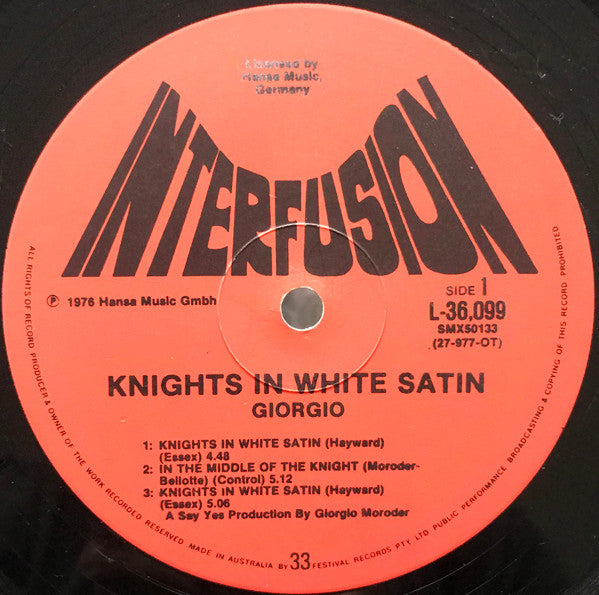 Licensed by
Hansa Music,
Germany
INTERFUSION
℗ 1976 Hansa Music Gmbh
SIDE 1
L-36,099
SMX50133
(27-977-OT)
KNIGHTS IN WHITE SATIN
GIORGIO
1: KNIGHTS IN WHITE SATIN (Hayward)
(Essex) 4.48
2: IN THE MIDDLE OF THE KNIGHT (Moroder-
Bellotte) (Control) 5.12
3: KNIGHTS IN WHITE SATIN (Hayward)
(Essex) 5.06
A Say Yes Production By Giorgio Moroder
ALL RIGHTS OF RECORD PRODUCER & OWNER OF THE WORK RECORDED RESERVED. MADE IN AUSTRALIA BY 33 FESTIVAL RECORDS PTY LTD PUBLIC PERFORMANCE BROADCASTING & COPYING OF THIS RECORD PROHIBITED